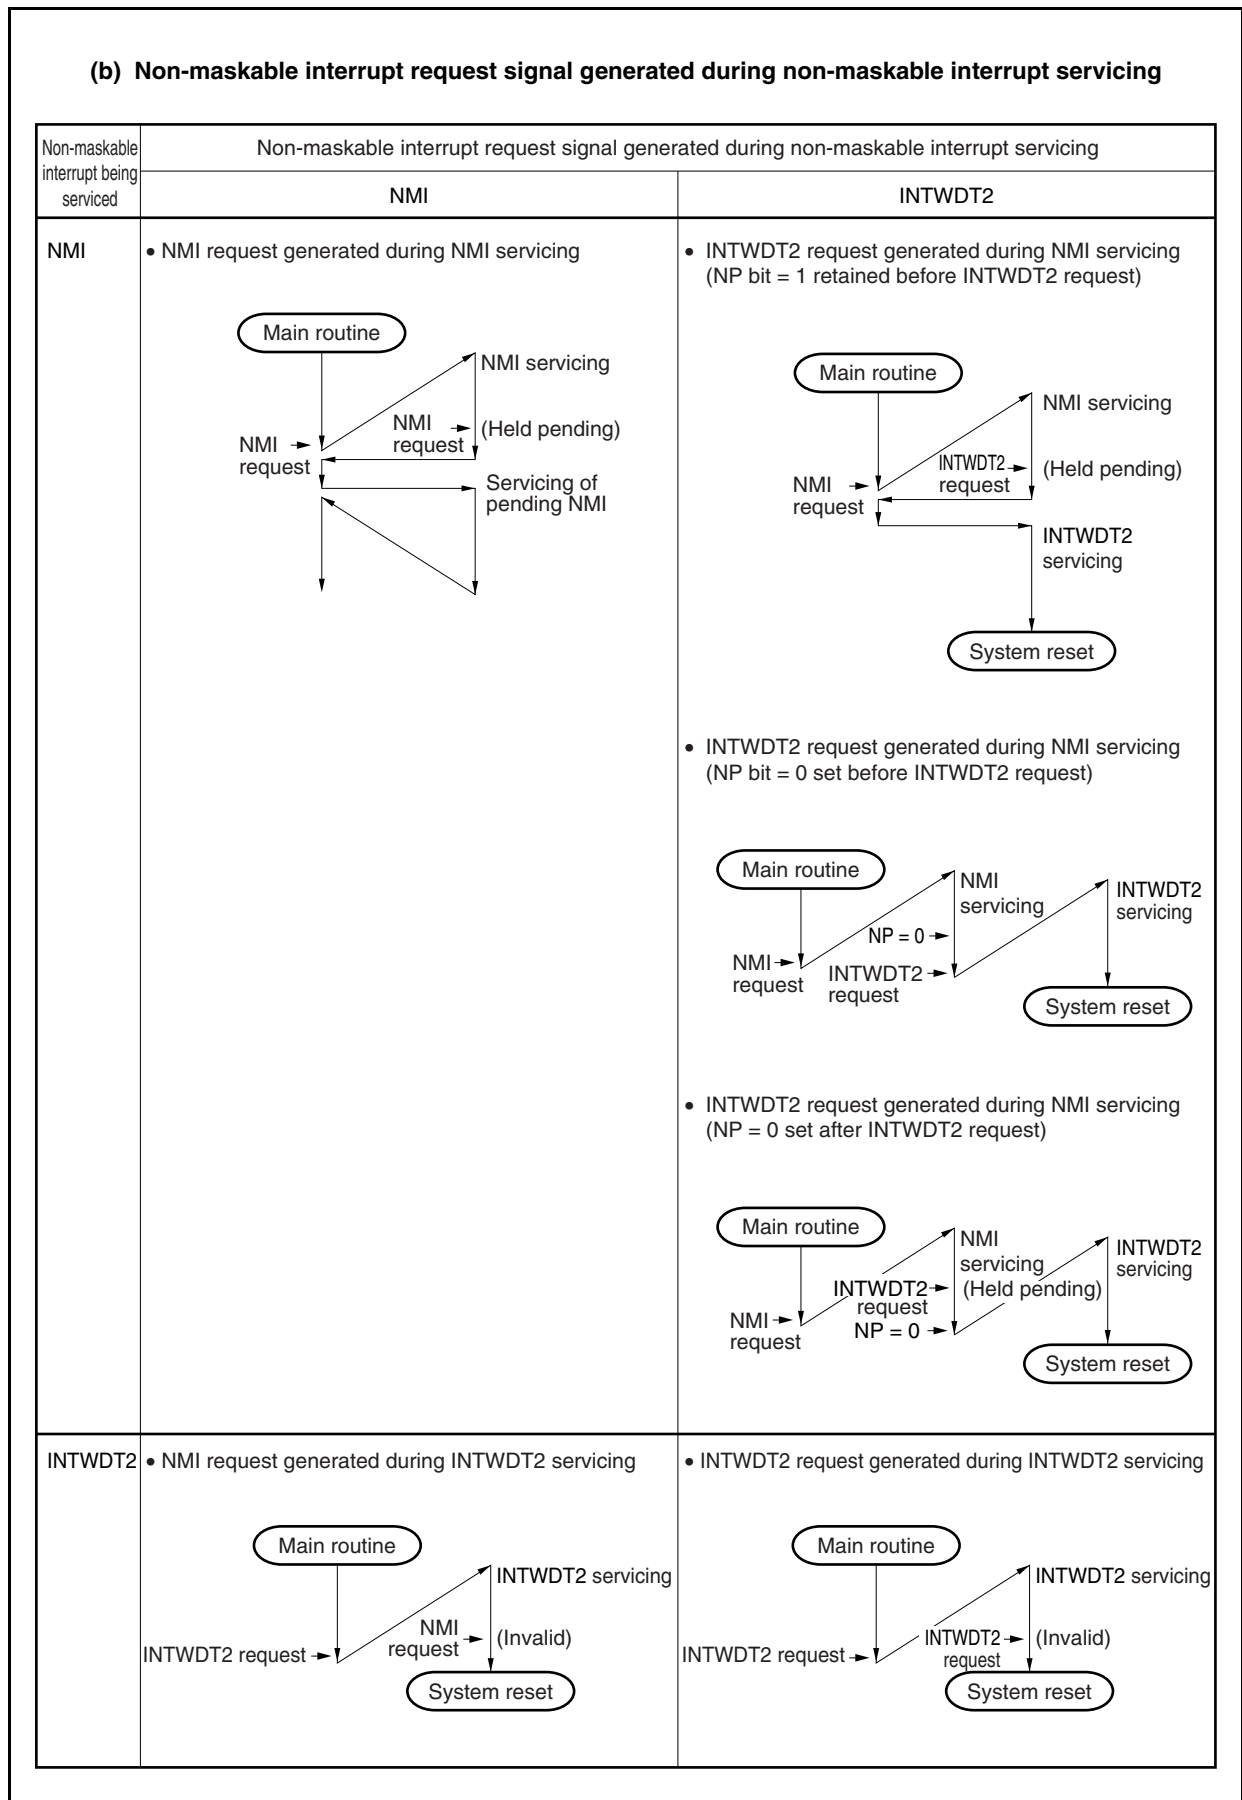 (b) Non-maskable interrupt request signal generated during non-maskable interrupt servicing
Non-maskable
interrupt being
serviced
Non-maskable interrupt request signal generated during non-maskable interrupt servicing
NMI
INTWDT2
NMI
• NMI request generated during NMI servicing
Main routine
NMI servicing
NMI
request
(Held pending)
NMI
request
Servicing of
pending NMI
• INTWDT2 request generated during NMI servicing
(NP bit = 1 retained before INTWDT2 request)
Main routine
NMI servicing
INTWDT2
request
(Held pending)
NMI
request
INTWDT2
servicing
System reset
• INTWDT2 request generated during NMI servicing
(NP bit = 0 set before INTWDT2 request)
Main routine
NMI
servicing
INTWDT2
servicing
NP = 0
NMI
request
INTWDT2
request
System reset
• INTWDT2 request generated during NMI servicing
(NP = 0 set after INTWDT2 request)
Main routine
NMI
servicing
(Held pending)
INTWDT2
servicing
INTWDT2
request
NMI
request
NP = 0
System reset
INTWDT2
• NMI request generated during INTWDT2 servicing
Main routine
INTWDT2 servicing
NMI
request
(Invalid)
INTWDT2 request
System reset
• INTWDT2 request generated during INTWDT2 servicing
Main routine
INTWDT2 servicing
INTWDT2
request
(Invalid)
INTWDT2 request
System reset